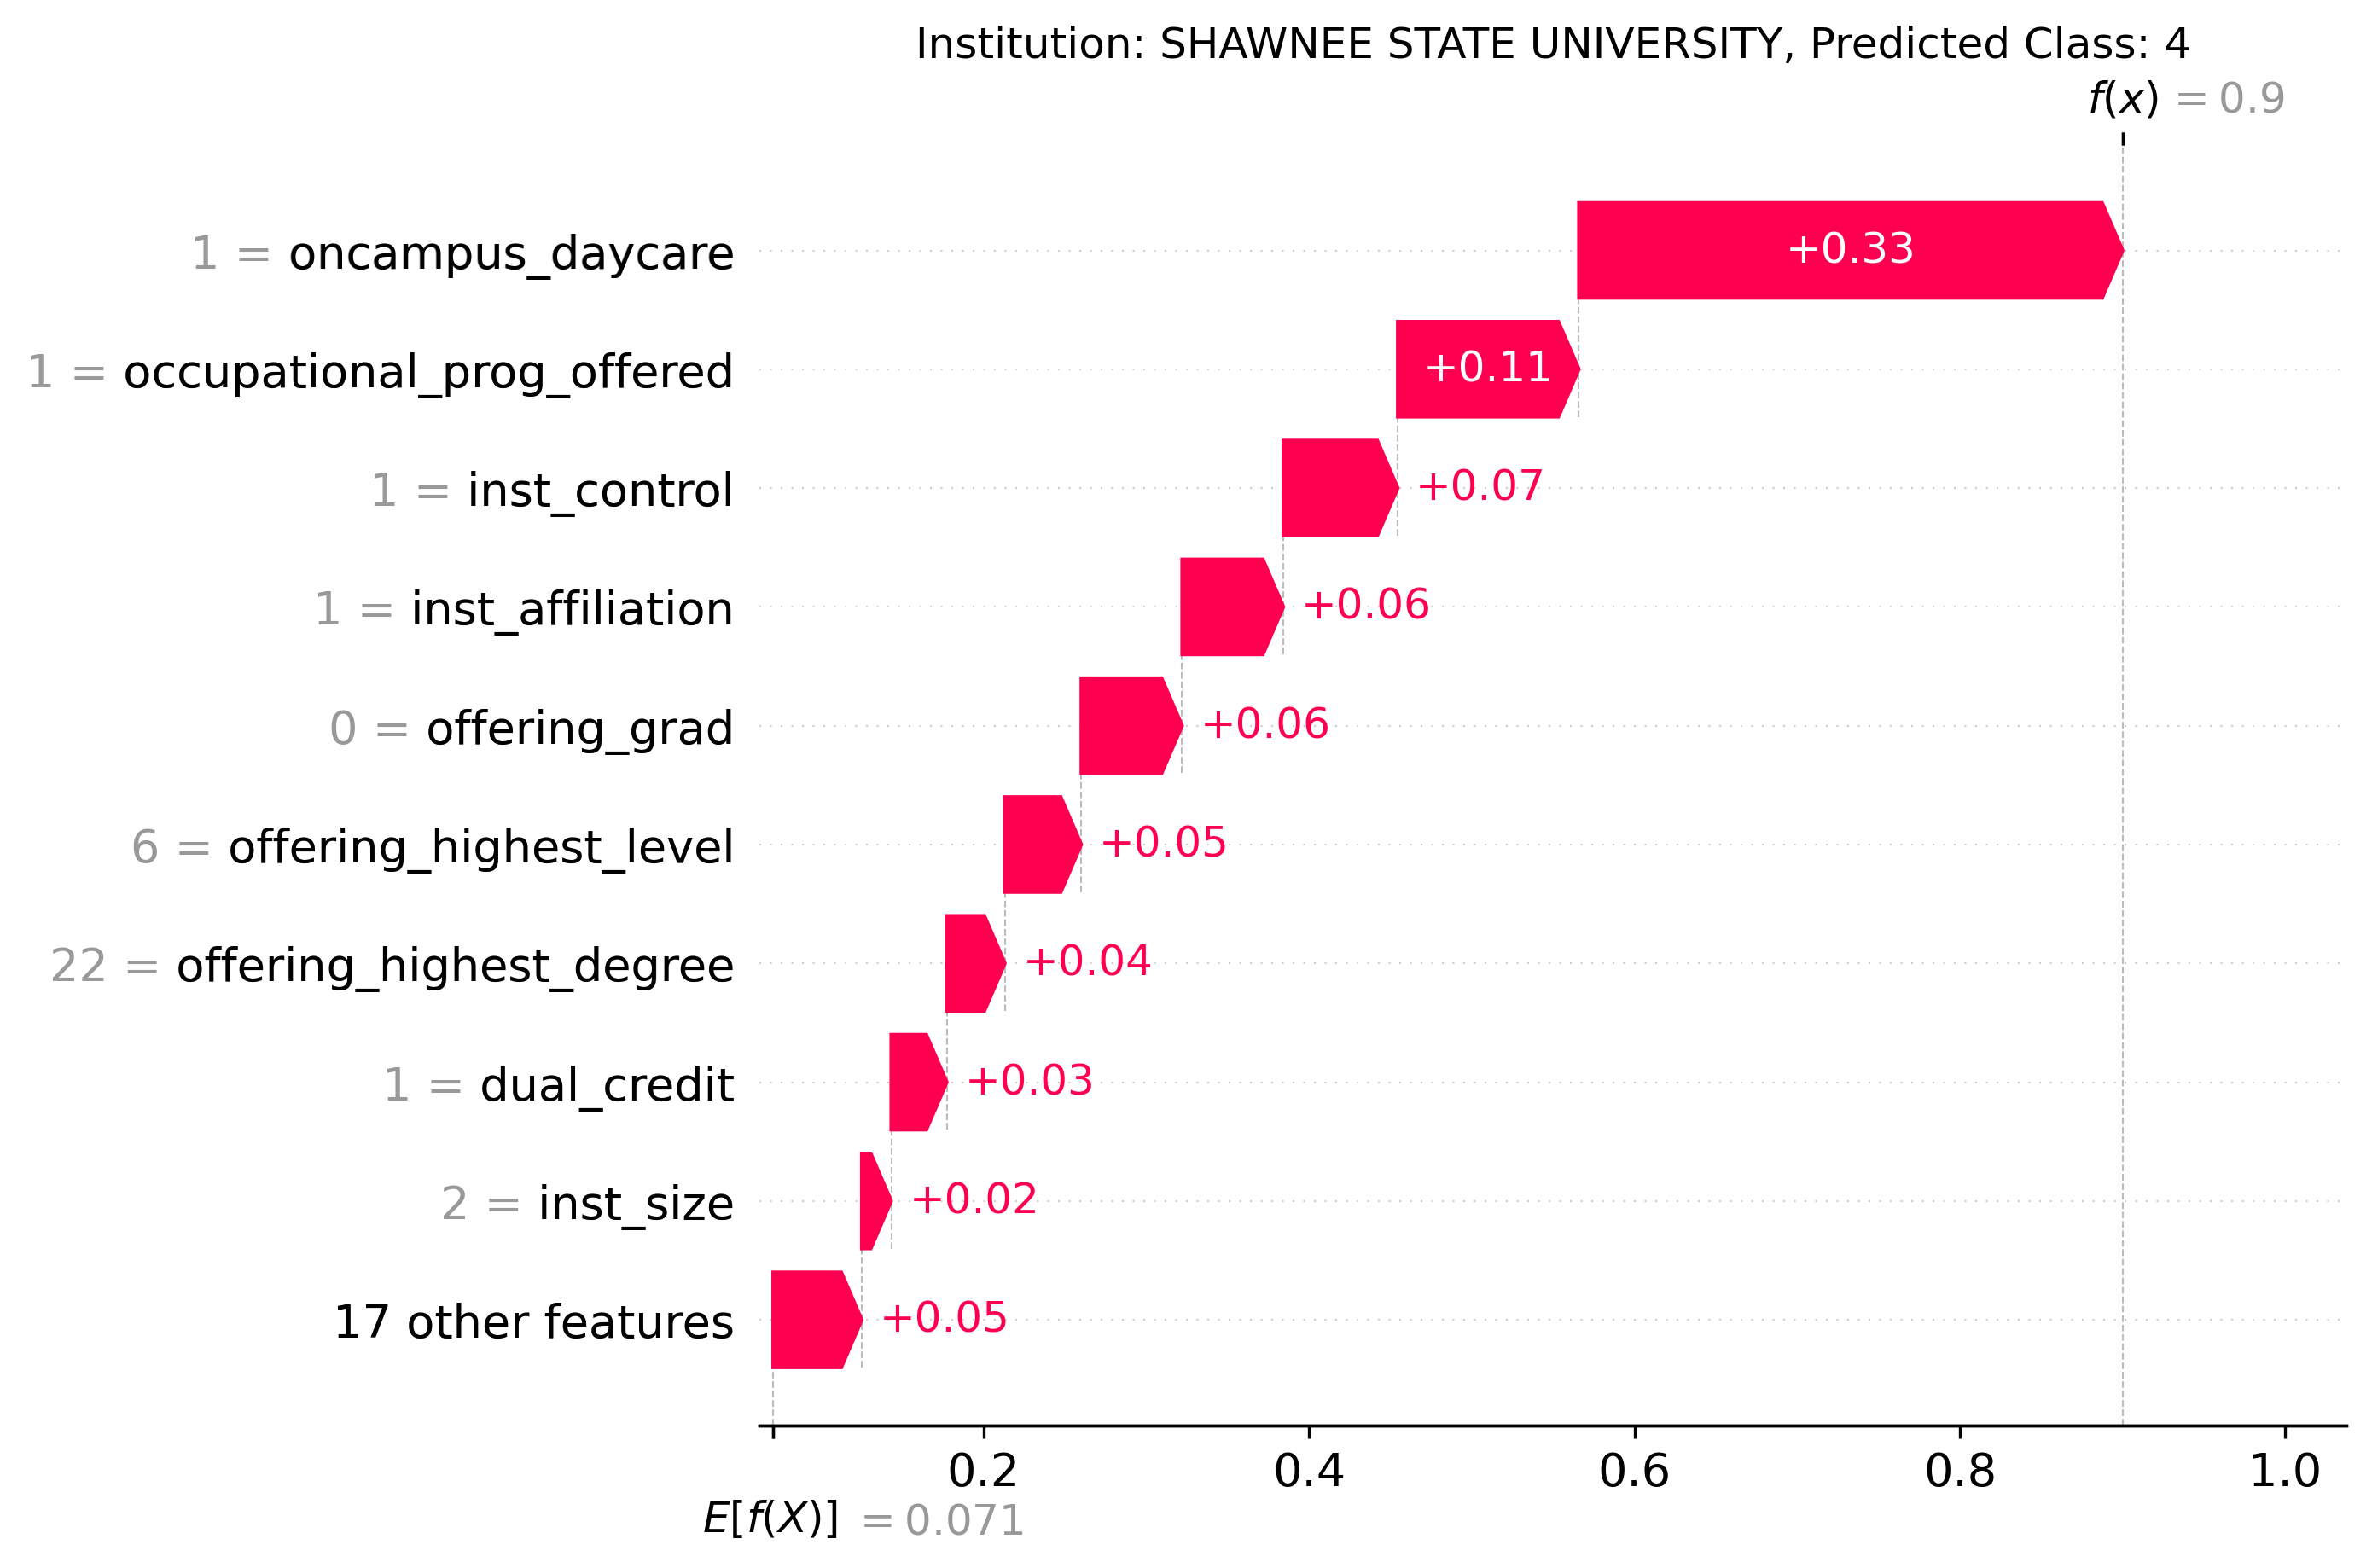 Institution: SHAWNEE STATE UNIVERSITY, Predicted Class: 4
f(x) = 0.9
1 = oncampus_daycare +0.33
1 = occupational_prog_offered +0.11
1 = inst_control +0.07
1 = inst_affiliation +0.06
0 = offering_grad +0.06
6 = offering_highest_level +0.05
22 = offering_highest_degree +0.04
1 = dual_credit +0.03
2 = inst_size +0.02
17 other features +0.05
0.2 0.4 0.6 0.8 1.0
E[f(X)] = 0.071